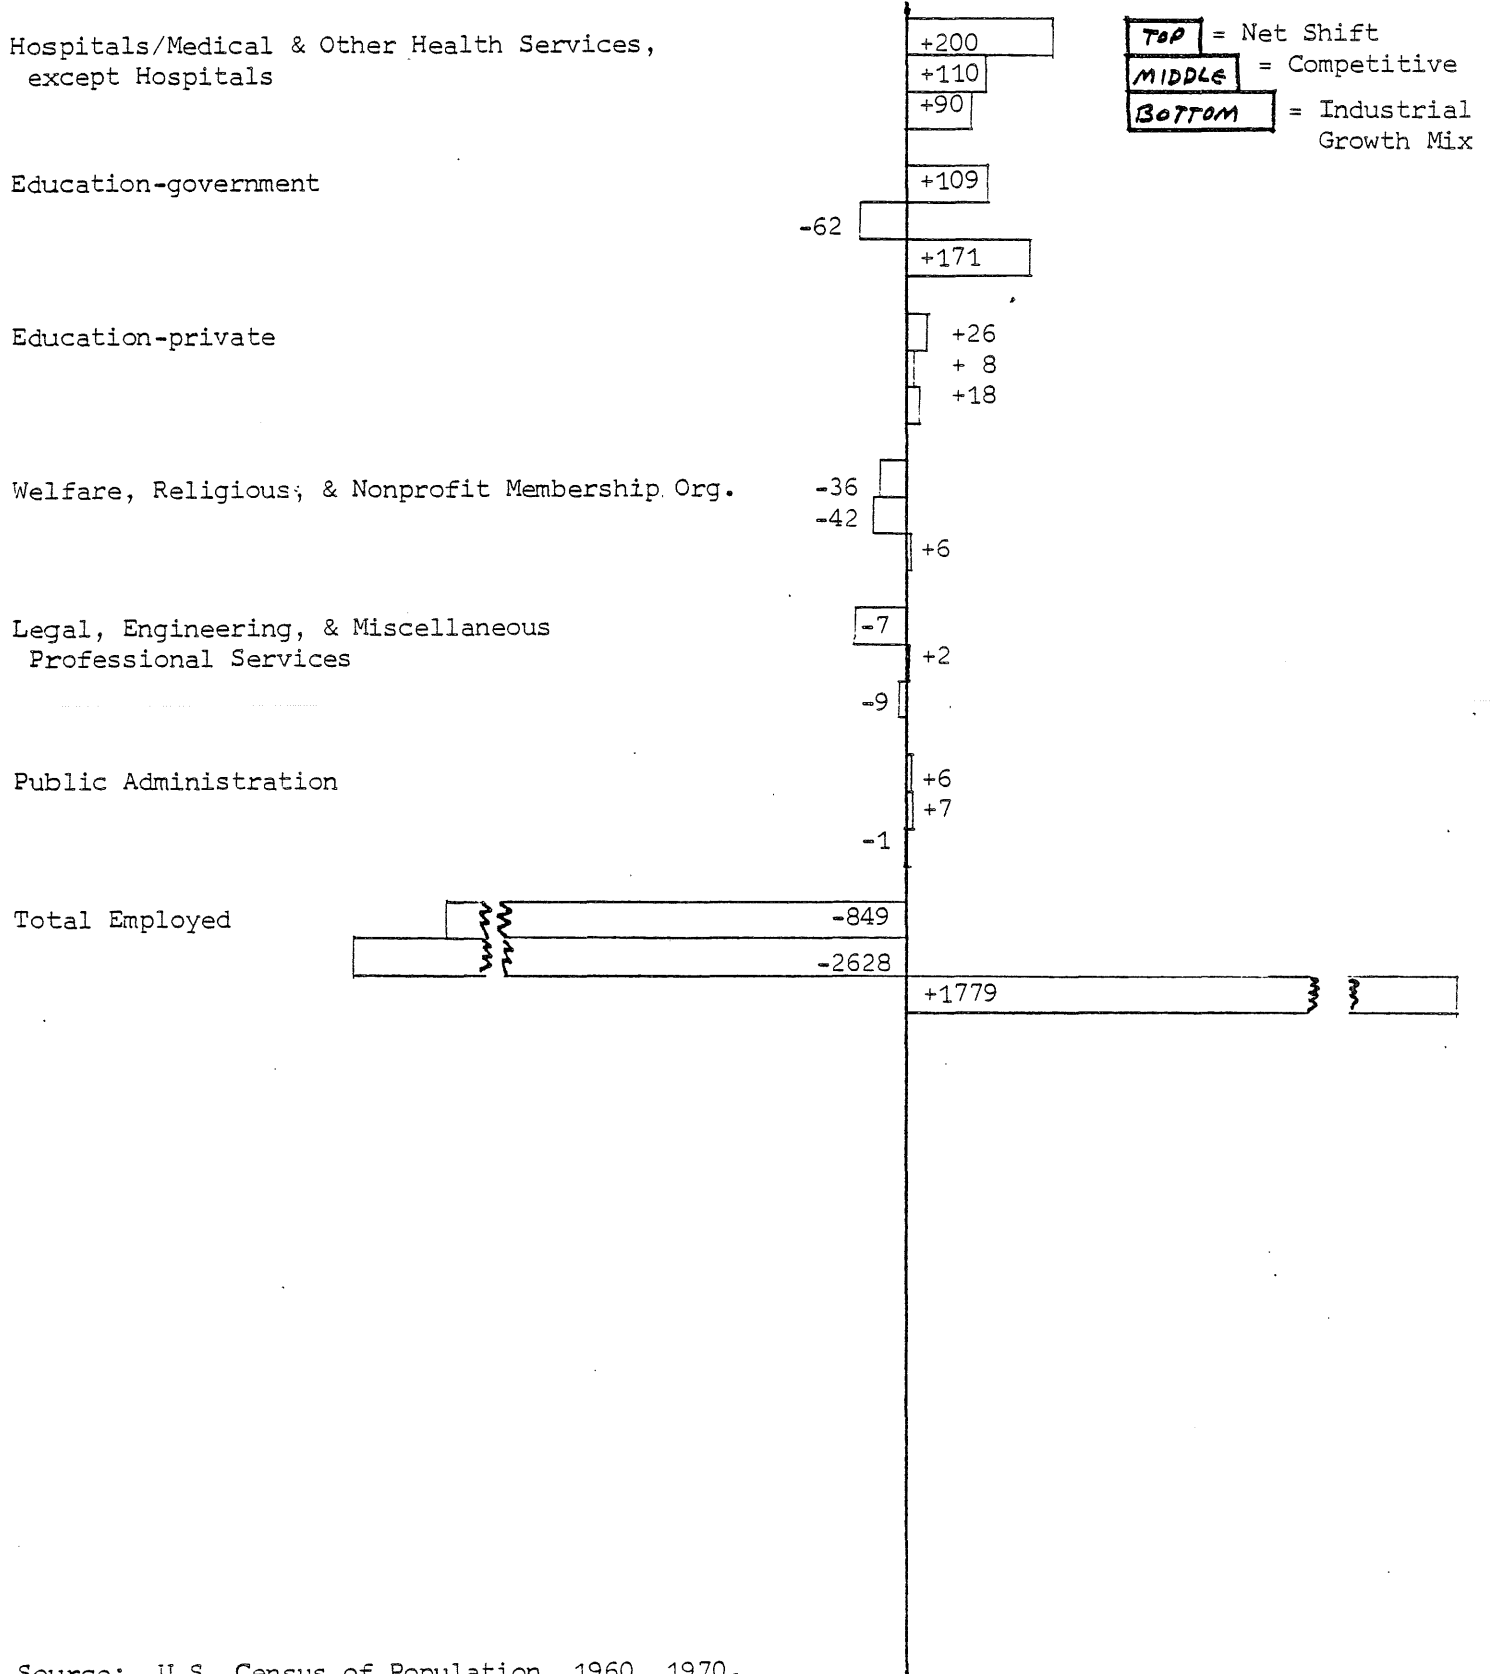 Hospitals/Medical & Other Health Services,
except Hospitals
+200
+110
+90
TOP = Net Shift
MIDDLE = Competitive
BOTTOM = Industrial
Growth Mix
Education-government
+109
-62
+171
Education-private
+26
+ 8
+18
Welfare, Religious, & Nonprofit Membership Org.
-36
-42
+6
Legal, Engineering, & Miscellaneous
Professional Services
-7
+2
-9
Public Administration
+6
+7
-1
Total Employed
-849
-2628
+1779
Source: U.S. Census of Population, 1960, 1970.